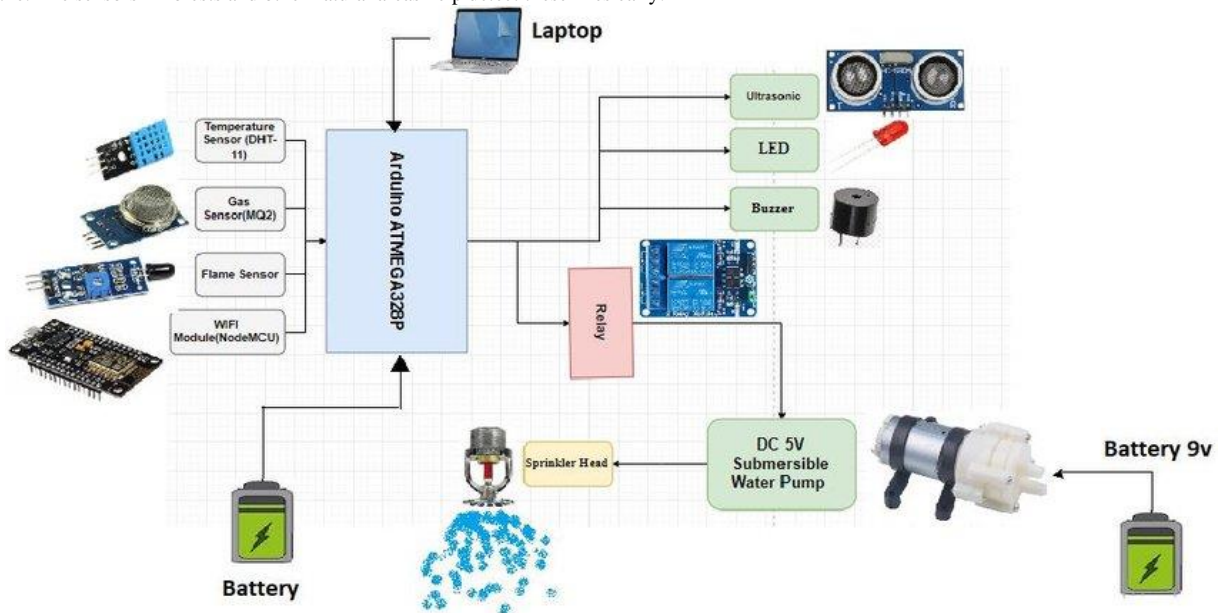 Laptop
Ultrasonic
Temperature
Sensor (DHT-
11)
LED
Arduino ATMEGA328P
Gas
Sensor(MQ2)
Buzzer
Flame Sensor
Relay
WIFI
Module(NodeMCU)
DC 5V
Submersible
Water Pump
Sprinkler Head
Battery 9v
Battery